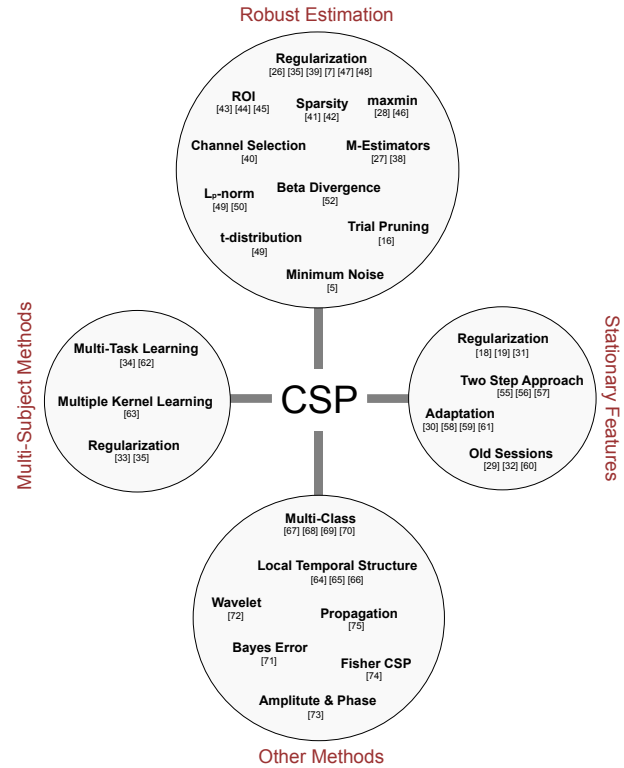 Robust Estimation
Regularization
[26] [35] [39] [7] [47] [48]
ROI
[43] [44] [45]
Sparsity
[41] [42]
maxmin
[28] [46]
Channel Selection
[40]
M-Estimators
[27] [38]
Lp-norm
[49] [50]
Beta Divergence
[52]
Trial Pruning
[16]
t-distribution
[49]
Minimum Noise
[5]
Multi-Subject Methods
Multi-Task Learning
[34] [62]
Multiple Kernel Learning
[63]
Regularization
[33] [35]
CSP
Stationary Features
Regularization
[18] [19] [31]
Two Step Approach
[55] [56] [57]
Adaptation
[30] [58] [59] [61]
Old Sessions
[29] [32] [60]
Multi-Class
[67] [68] [69] [70]
Local Temporal Structure
[64] [65] [66]
Wavelet
[72]
Propagation
[75]
Bayes Error
[71]
Fisher CSP
[74]
Amplitute & Phase
[73]
Other Methods